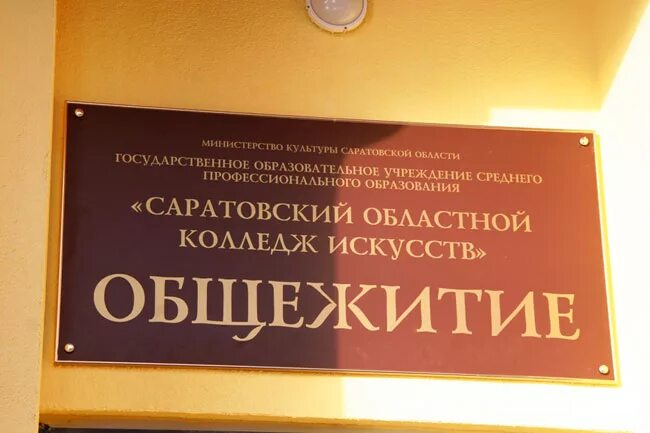 МИНИСТЕРСТВО КУЛЬТУРЫ САРАТОВСКОЙ ОБЛАСТИ
ГОСУДАРСТВЕННОЕ ОБРАЗОВАТЕЛЬНОЕ УЧРЕЖДЕНИЕ СРЕДНЕГО
ПРОФЕССИОНАЛЬНОГО ОБРАЗОВАНИЯ
«САРАТОВСКИЙ ОБЛАСТНОЙ
КОЛЛЕДЖ ИСКУССТВ»
ОБЩЕЖИТИЕ